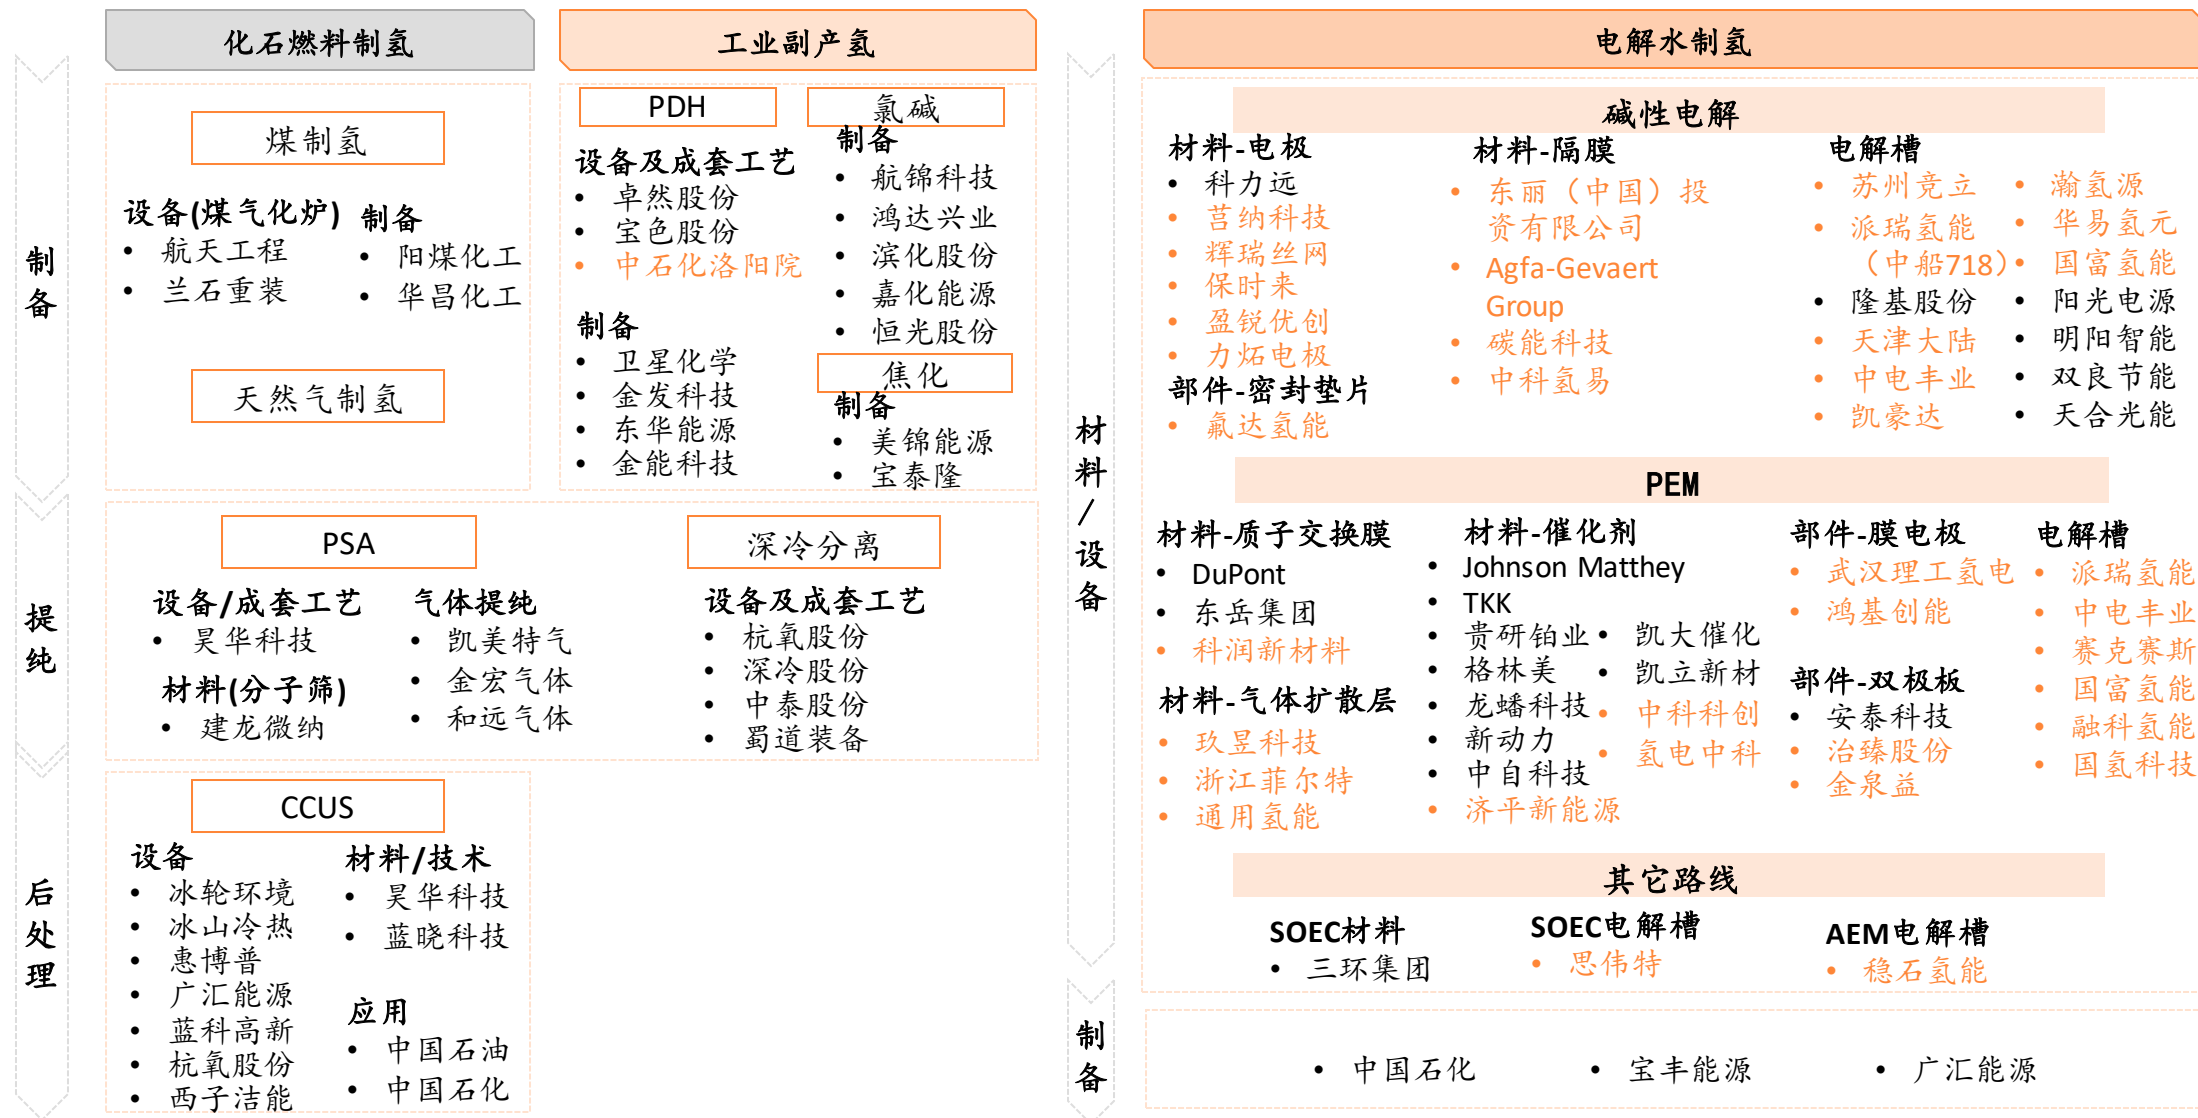 化石燃料制氢
工业副产氢
电解水制氢
制
备
提
纯
后
处
理
煤制氢
设备(煤气化炉)
航天工程
兰石重装
制备
阳煤化工
华昌化工
天然气制氢
PDH
设备及成套工艺
卓然股份
宝色股份
中石化洛阳院
制备
卫星化学
金发科技
东华能源
金能科技
氯碱
制备
航锦科技
鸿达兴业
滨化股份
嘉化能源
恒光股份
焦化
制备
美锦能源
宝泰隆
PSA
设备/成套工艺
昊华科技
材料(分子筛)
建龙微纳
气体提纯
凯美特气
金宏气体
和远气体
深冷分离
设备及成套工艺
杭氧股份
深冷股份
中泰股份
蜀道装备
CCUS
设备
冰轮环境
冰山冷热
惠博普
广汇能源
蓝科高新
杭氧股份
西子洁能
材料/技术
昊华科技
蓝晓科技
应用
中国石油
中国石化
材
料
/
设
备
制
备
碱性电解
材料-电极
科力远
莒纳科技
辉瑞丝网
保时来
盈锐优创
力炻电极
部件-密封垫片
氟达氢能
材料-隔膜
东丽（中国）投
资有限公司
Agfa-Gevaert
Group
碳能科技
中科氢易
电解槽
苏州竞立
派瑞氢能
（中船718）
隆基股份
天津大陆
中电丰业
凯豪达
瀚氢源
华易氢元
国富氢能
阳光电源
明阳智能
双良节能
天合光能
PEM
材料-质子交换膜
DuPont
东岳集团
科润新材料
材料-气体扩散层
玖昱科技
浙江菲尔特
通用氢能
材料-催化剂
Johnson Matthey
TKK
贵研铂业
格林美
龙蟠科技
新动力
中自科技
济平新能源
凯大催化
凯立新材
中科科创
氢电中科
部件-膜电极
武汉理工氢电
鸿基创能
部件-双极板
安泰科技
治臻股份
金泉益
电解槽
派瑞氢能
中电丰业
赛克赛斯
国富氢能
融科氢能
国氢科技
其它路线
SOEC材料
三环集团
SOEC电解槽
思伟特
AEM电解槽
稳石氢能
中国石化
宝丰能源
广汇能源